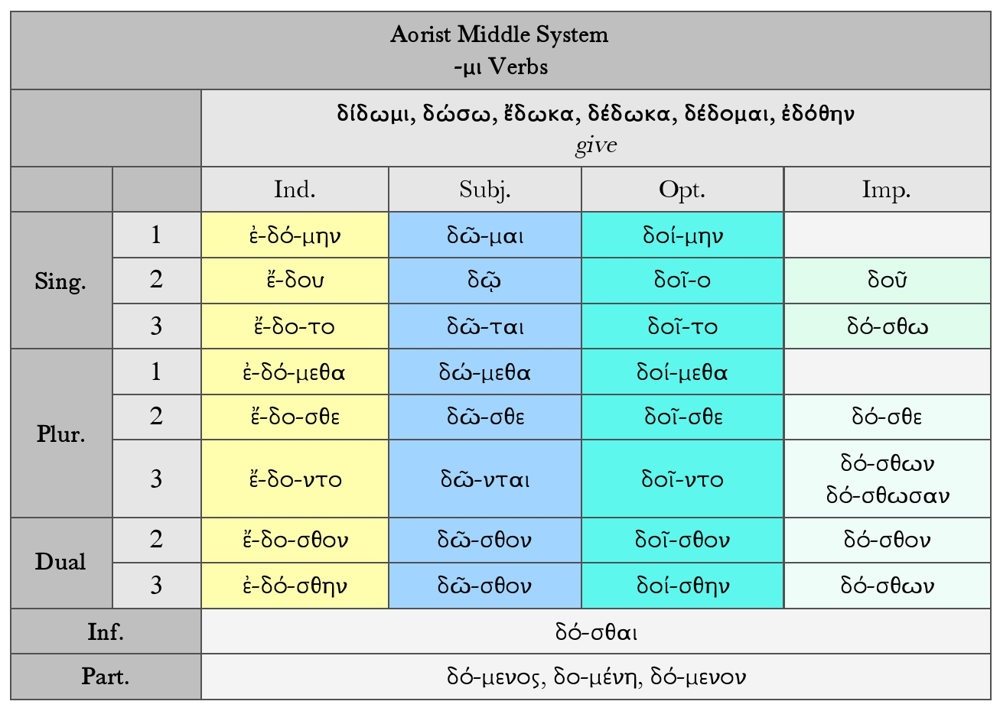 Aorist Middle System
-μι Verbs
δίδωμι, δώσω, ἔδωκα, δέδωκα, δέδομαι, ἐδόθην
give
Ind. Subj. Opt. Imp.
Sing.
1 ἐ-δό-μην δῶ-μαι δοί-μην
2 ἔ-δου δῷ δοῖ-ο δοῦ
3 ἔ-δο-το δῶ-ται δοῖ-το δό-σθω
Plur.
1 ἐ-δό-μεθα δώ-μεθα δοί-μεθα
2 ἔ-δο-σθε δῶ-σθε δοῖ-σθε δό-σθε
3 ἔ-δο-ντο δῶ-νται δοῖ-ντο δό-σθων
δό-σθωσαν
Dual
2 ἔ-δο-σθον δῶ-σθον δοῖ-σθον δό-σθον
3 ἐ-δό-σθην δῶ-σθον δοί-σθην δό-σθων
Inf. δό-σθαι
Part. δό-μενος, δο-μένη, δό-μενον